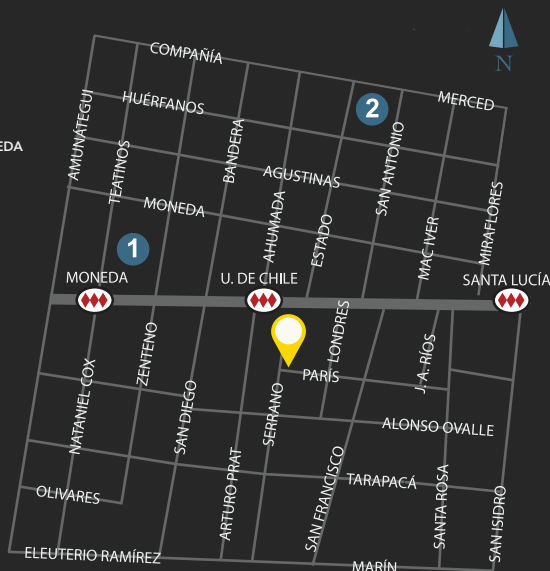 COMPAÑÍA
N
HUÉRFANOS
MERCED
2
AMUNÁTEGUI
EDA
TEATINOS
BANDERA
SAN ANTONIO
AGUSTINAS
MONEDA
AHUMADA
ESTADO
MAC IVER
MIRAFLORES
1
MONEDA
U. DE CHILE
SANTA LUCÍA
ZENTENO
LONDRES
J. A. RÍOS
NATANIEL COX
SAN DIEGO
SERRANO
PARÍS
ALONSO OVALLE
ARTURO PRAT
SAN FRANCISCO
TARAPACÁ
SANTA ROSA
SAN ISIDRO
OLIVARES
ELEUTERIO RAMÍREZ
MARÍN